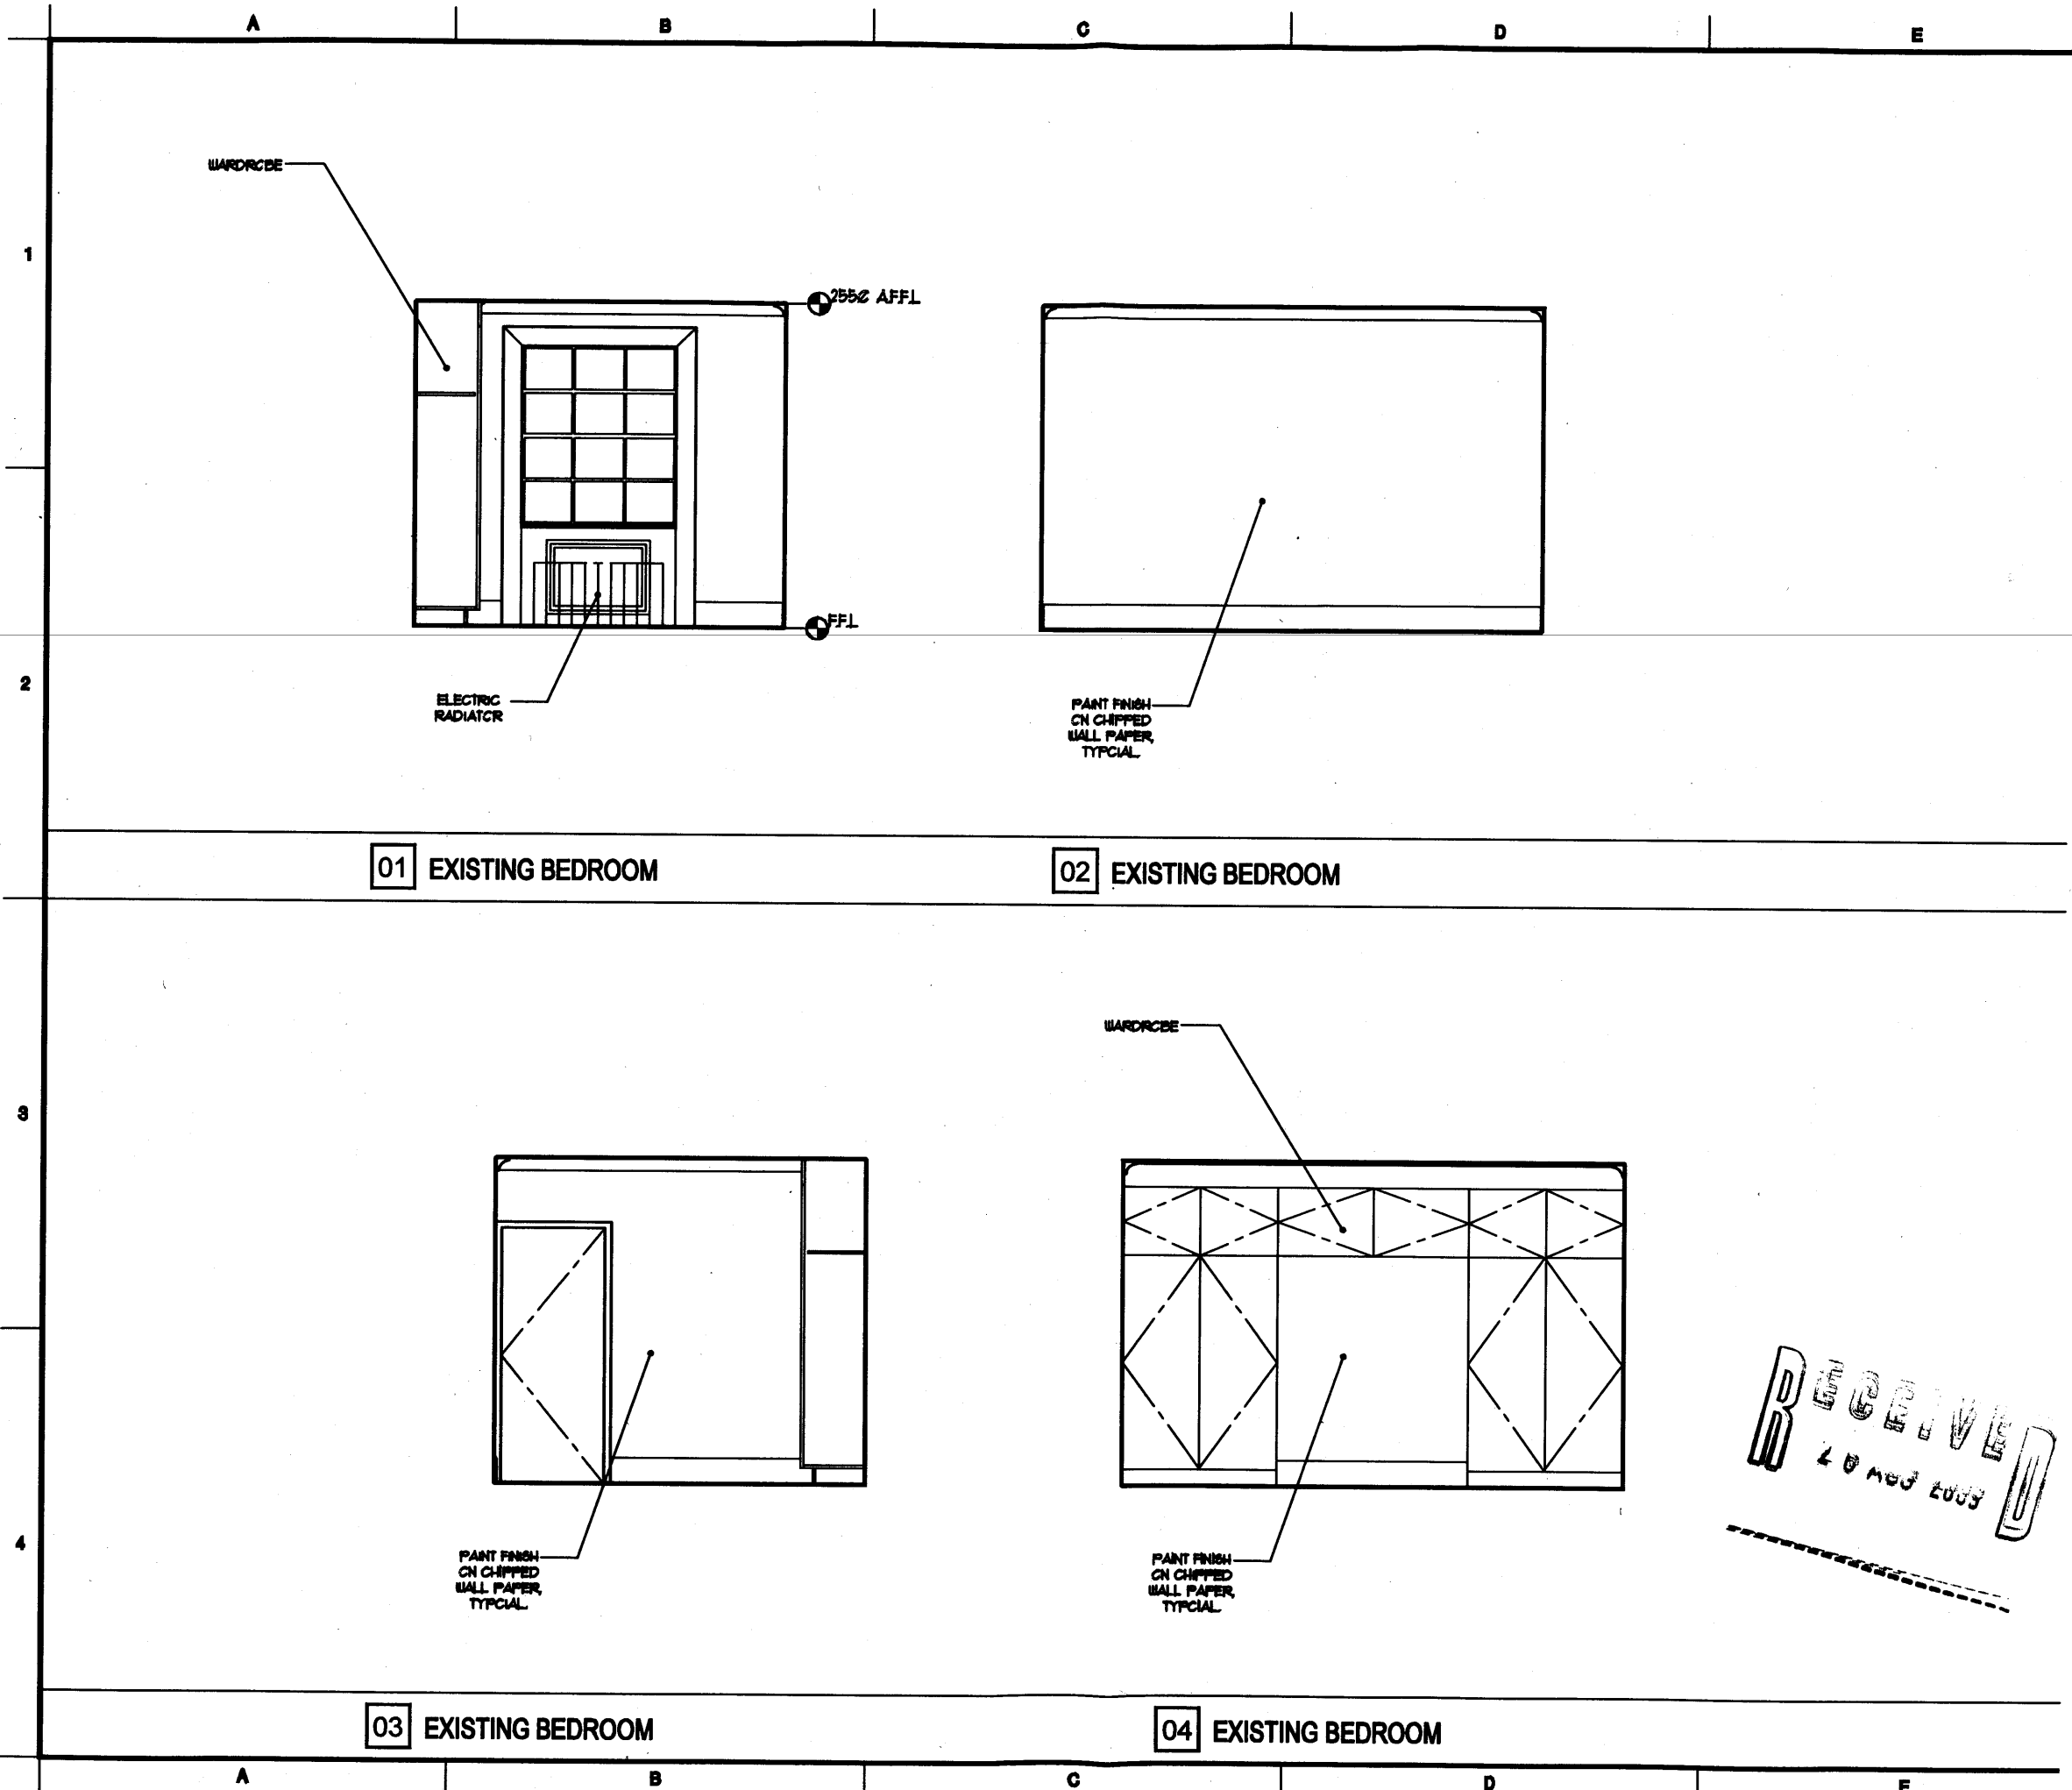 A B C D E
1
WARDROBE
2550 A.F.F.L
F.F.L
2
ELECTRIC
RADIATOR
PAINT FINISH
ON CHIPPED
WALL PAPER,
TYPCIAL
01 EXISTING BEDROOM
02 EXISTING BEDROOM
3
WARDROBE
4
PAINT FINISH
ON CHIPPED
WALL PAPER,
TYPCIAL
PAINT FINISH
ON CHIPPED
WALL PAPER,
TYPCIAL
RECEIVED
03 EXISTING BEDROOM
04 EXISTING BEDROOM
A B C D E